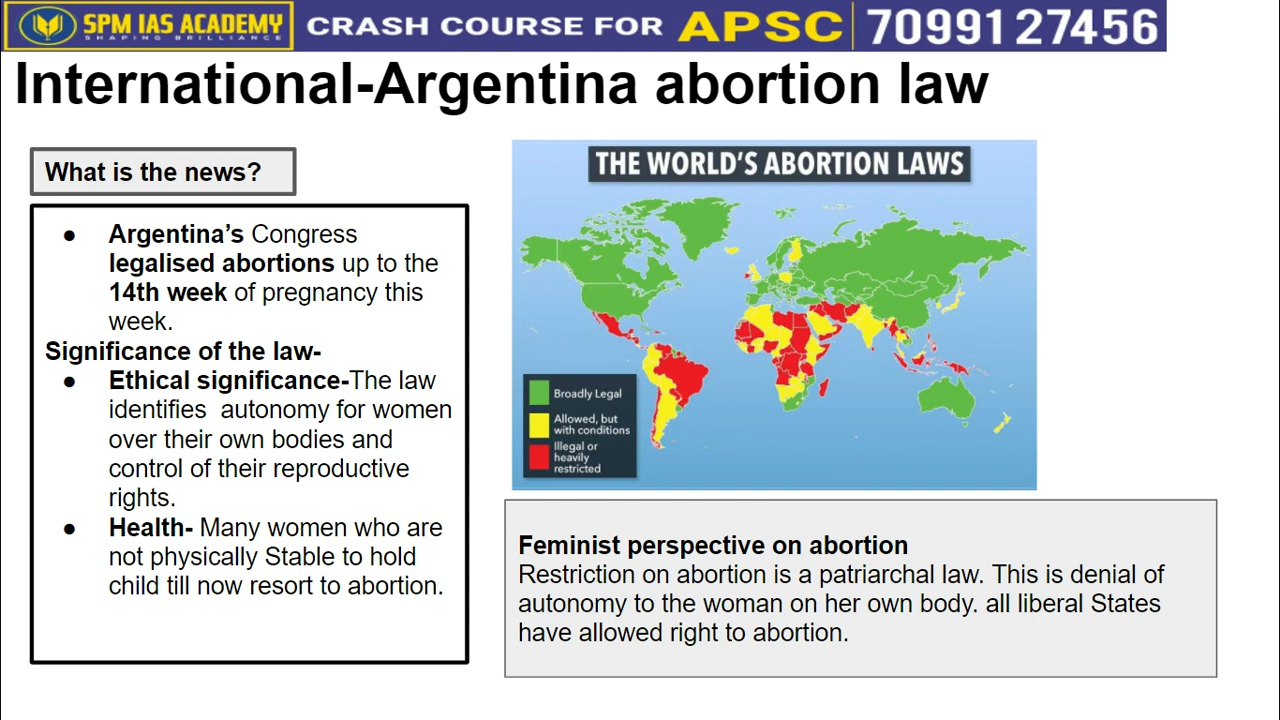 SPM IAS ACADEMY
SHAPING BRILLIANCE
CRASH COURSE FOR APSC 7099127456
International-Argentina abortion law
What is the news?
● Argentina’s Congress
legalised abortions up to the
14th week of pregnancy this
week.
Significance of the law-
● Ethical significance-The law
identifies autonomy for women
over their own bodies and
control of their reproductive
rights.
● Health- Many women who are
not physically Stable to hold
child till now resort to abortion.
THE WORLD'S ABORTION LAWS
Broadly Legal
Allowed, but
with conditions
Illegal or
heavily
restricted
Feminist perspective on abortion
Restriction on abortion is a patriarchal law. This is denial of
autonomy to the woman on her own body. all liberal States
have allowed right to abortion.